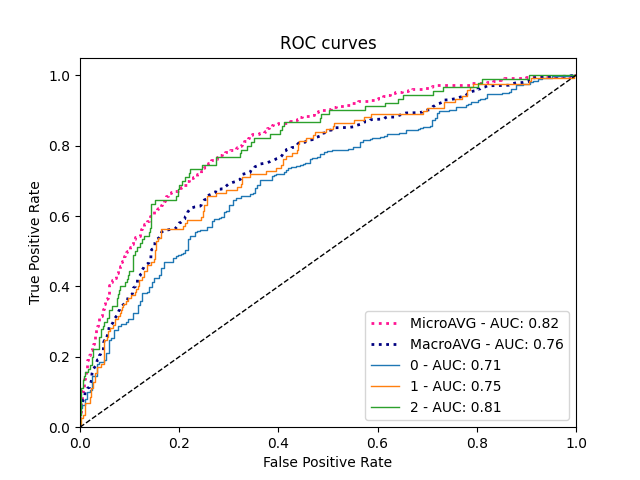 ROC curves
True Positive Rate
1.0
0.8
0.6
0.4
0.2
0.0
MicroAVG - AUC: 0.82
MacroAVG - AUC: 0.76
0 - AUC: 0.71
1 - AUC: 0.75
2 - AUC: 0.81
0.0 0.2 0.4 0.6 0.8 1.0
False Positive Rate